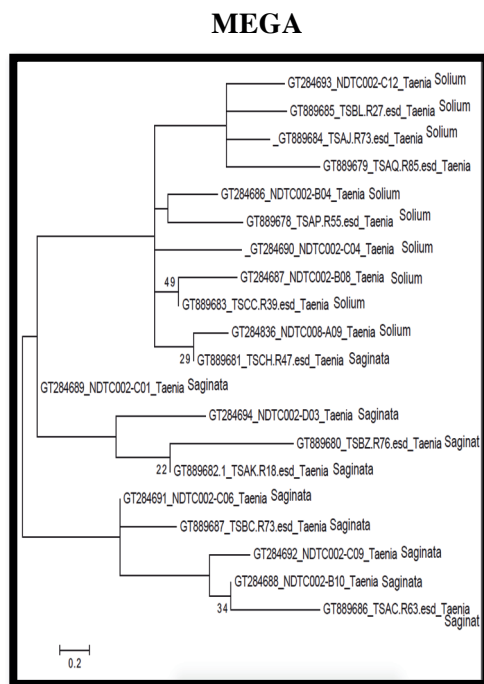 MEGA
GT284693_NDTC002-C12_Taenia Solium
GT889685_TSBL.R27.esd_Taenia Solium
_GT889684_TSAJ.R73.esd_Taenia Solium
GT889679_TSAQ.R85.esd_Taenia
GT284686_NDTC002-B04_Taenia Solium
GT889678_TSAP.R55.esd_Taenia Solium
_GT284690_NDTC002-C04_Taenia Solium
GT284687_NDTC002-B08_Taenia Solium
49
GT889683_TSCC.R39.esd_Taenia Solium
GT284836_NDTC008-A09_Taenia Solium
29 GT889681_TSCH.R47.esd_Taenia Saginata
GT284689_NDTC002-C01_Taenia Saginata
GT284694_NDTC002-D03_Taenia Saginata
GT889680_TSBZ.R76.esd_Taenia Saginat
22 GT889682.1_TSAK.R18.esd_Taenia Saginata
GT284691_NDTC002-C06_Taenia Saginata
GT889687_TSBC.R73.esd_Taenia Saginata
GT284692_NDTC002-C09_Taenia Saginata
GT284688_NDTC002-B10_Taenia Saginata
34 GT889686_TSAC.R63.esd_Taenia
Saginat
0.2